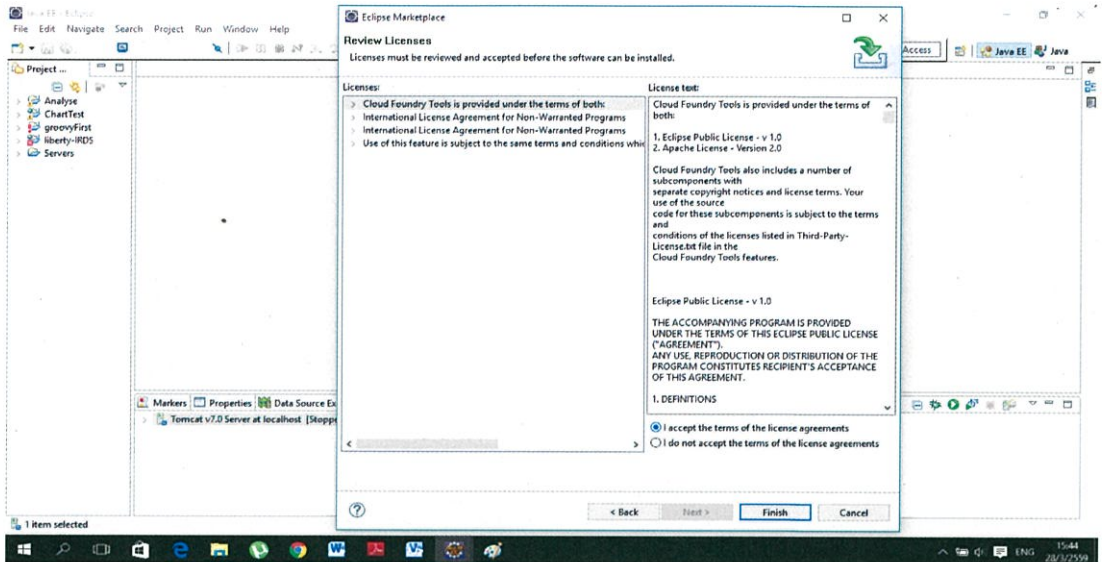 Java EE - Eclipse
File Edit Navigate Search Project Run Window Help
Access
Java EE
Java
Project ...
Analyse
ChartTest
groovyFirst
liberty-IRDS
Servers
Markers
Properties
Data Source Ex
Tomcat v7.0 Server at localhost [Stoppe
1 item selected
Eclipse Marketplace
Review Licenses
Licenses must be reviewed and accepted before the software can be installed.
Licenses:
Cloud Foundry Tools is provided under the terms of both:
International License Agreement for Non-Warranted Programs
International License Agreement for Non-Warranted Programs
Use of this feature is subject to the same terms and conditions whic
License text:
Cloud Foundry Tools is provided under the terms of
both:
1. Eclipse Public License - v 1.0
2. Apache License - Version 2.0
Cloud Foundry Tools also includes a number of
subcomponents with
separate copyright notices and license terms. Your
use of the source
code for these subcomponents is subject to the terms
and
conditions of the licenses listed in Third-Party-
License.txt file in the
Cloud Foundry Tools features.
Eclipse Public License - v 1.0
THE ACCOMPANYING PROGRAM IS PROVIDED
UNDER THE TERMS OF THIS ECLIPSE PUBLIC LICENSE
("AGREEMENT").
ANY USE, REPRODUCTION OR DISTRIBUTION OF THE
PROGRAM CONSTITUTES RECIPIENT'S ACCEPTANCE
OF THIS AGREEMENT.
1. DEFINITIONS
I accept the terms of the license agreements
I do not accept the terms of the license agreements
< Back
Next >
Finish
Cancel
ENG
15:44
28/3/2559